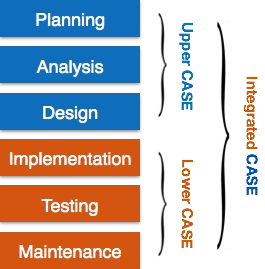 Planning
Analysis
Design
Implementation
Testing
Maintenance
Upper CASE
Lower CASE
Integrated CASE